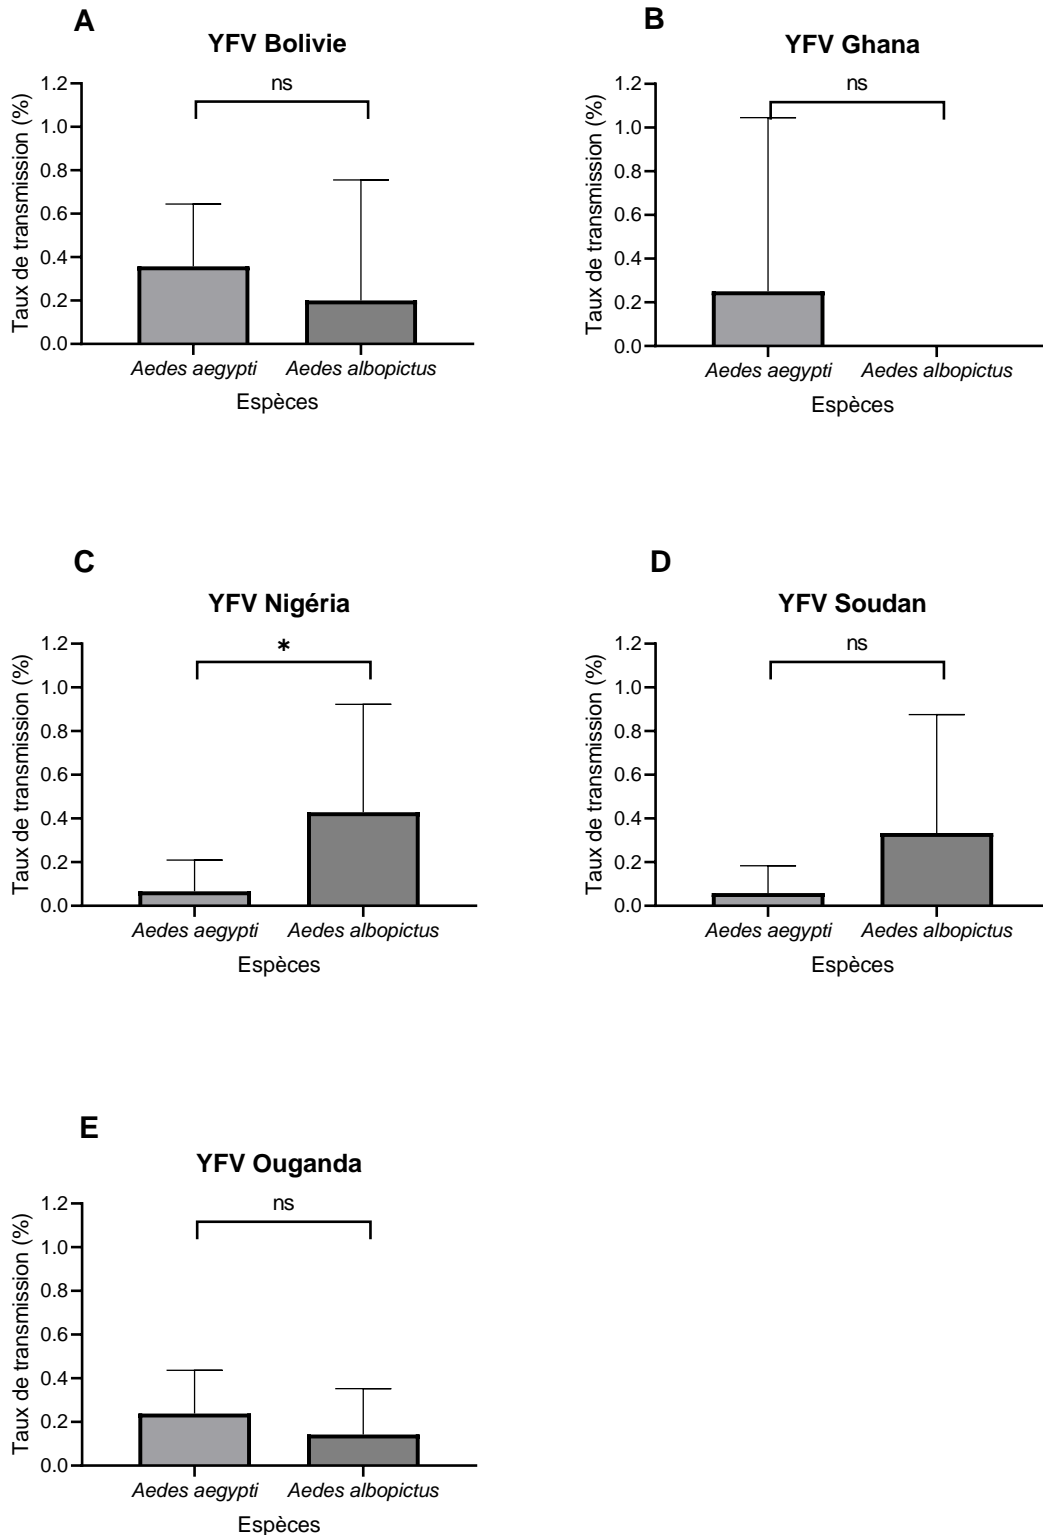 A
YFV Bolivie
ns
Taux de transmission (%)
1.2
1.0
0.8
0.6
0.4
0.2
0.0
Aedes aegypti Aedes albopictus
Espèces
B
YFV Ghana
ns
Taux de transmission (%)
1.2
1.0
0.8
0.6
0.4
0.2
0.0
Aedes aegypti Aedes albopictus
Espèces
C
YFV Nigéria
*
Taux de transmission (%)
1.2
1.0
0.8
0.6
0.4
0.2
0.0
Aedes aegypti Aedes albopictus
Espèces
D
YFV Soudan
ns
Taux de transmission (%)
1.2
1.0
0.8
0.6
0.4
0.2
0.0
Aedes aegypti Aedes albopictus
Espèces
E
YFV Ouganda
ns
Taux de transmission (%)
1.2
1.0
0.8
0.6
0.4
0.2
0.0
Aedes aegypti Aedes albopictus
Espèces